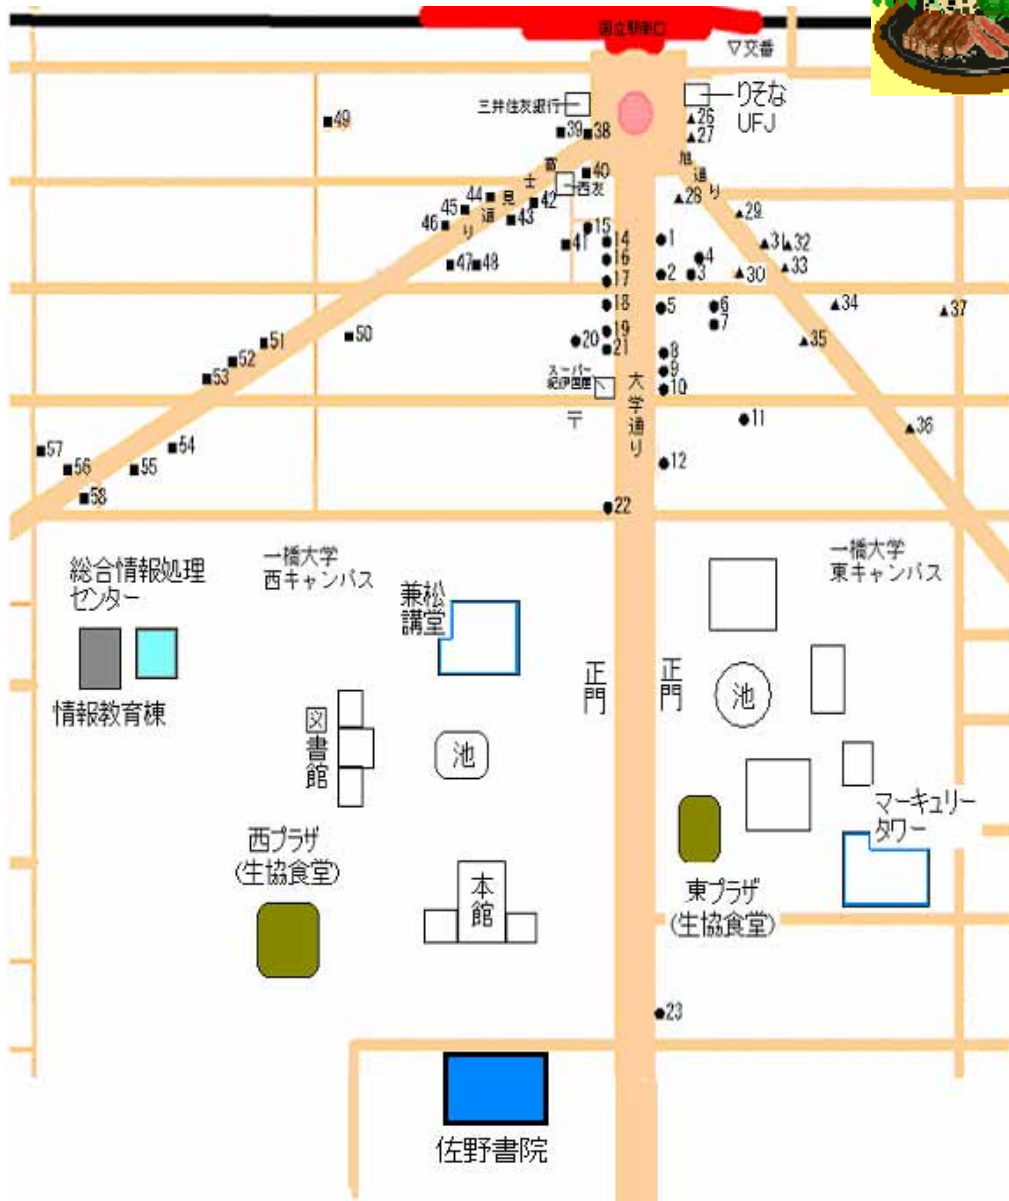 国立駅南口
▽交番
三井住友銀行
りそな
UFJ
49
39
38
26
27
富士見通り
旭通り
40
西友
28
44
42
45
43
46
29
15
14
41
1
31
32
16
4
47
48
2
3
30
33
17
18
5
6
34
37
7
50
51
20
19
35
21
8
52
9
53
スーパー
紀伊国屋
10
大学通り
〒
11
36
57
54
56
55
12
58
22
一橋大学
西キャンパス
一橋大学
東キャンパス
総合情報処理
センター
兼松
講堂
正門
正門
池
情報教育棟
図書館
池
マーキュリー
タワー
西プラザ
(生協食堂)
本館
東プラザ
(生協食堂)
23
佐野書院